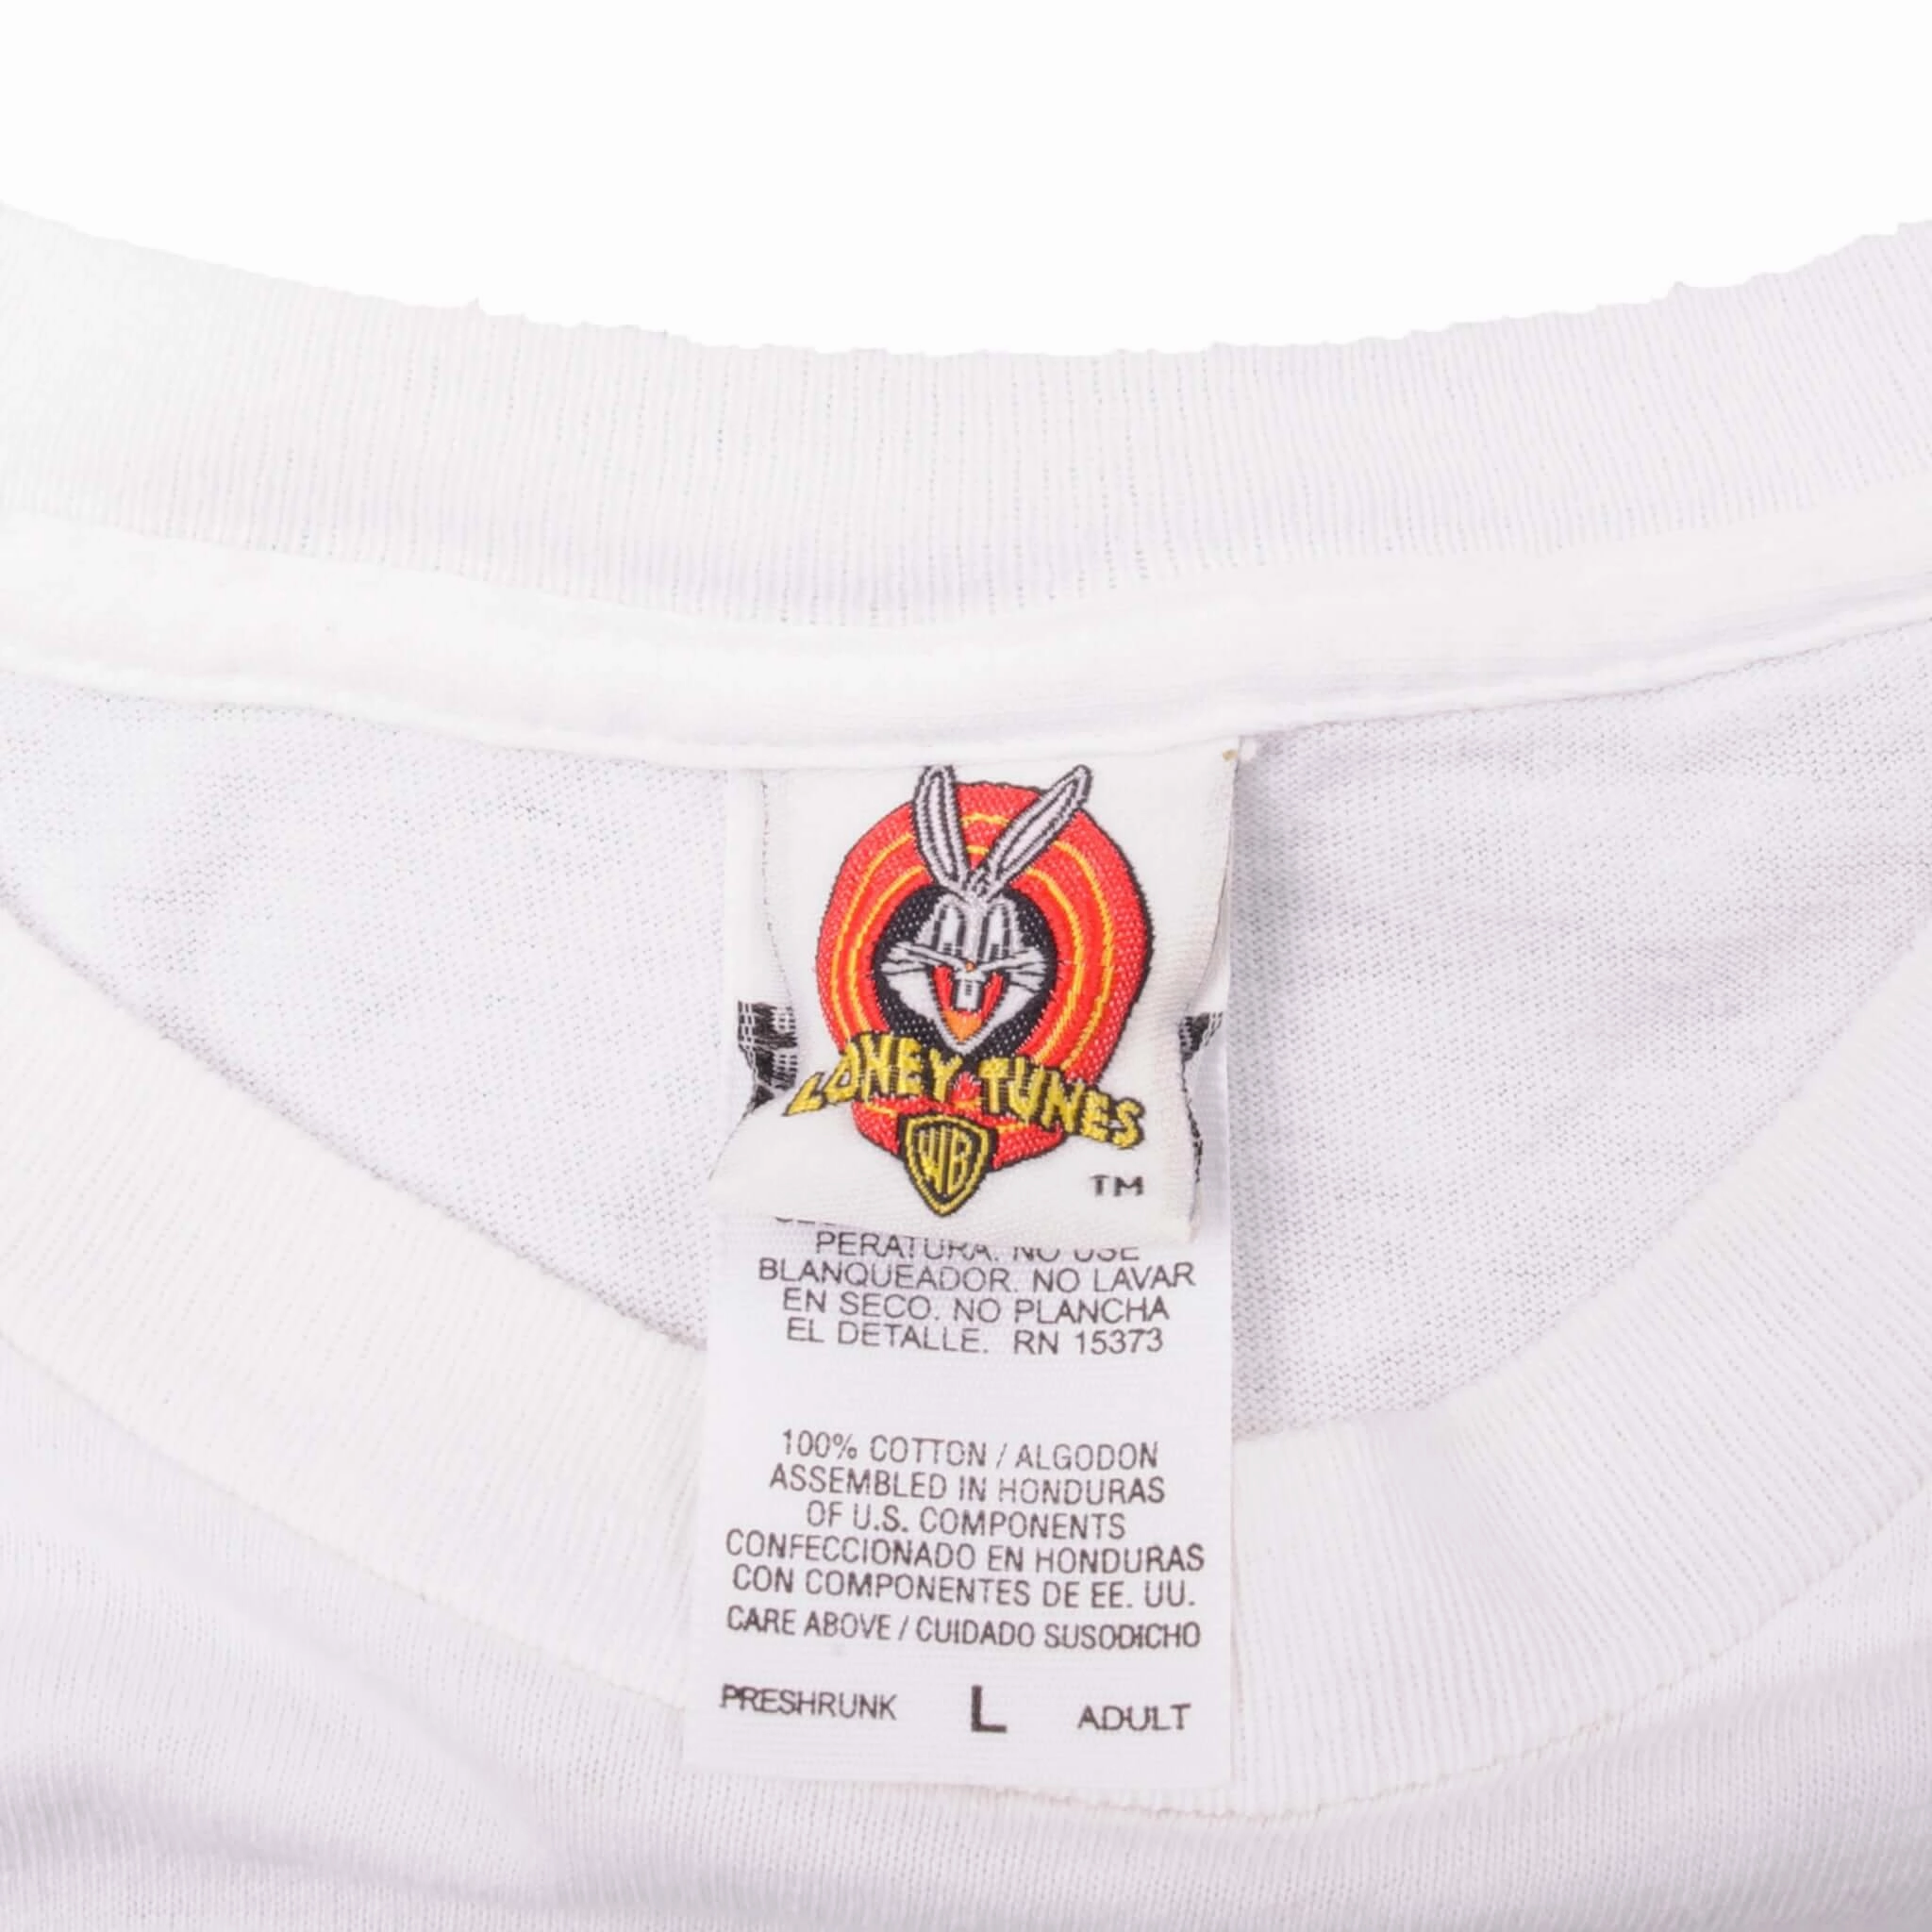 LOONEY TUNES
WB
TM
PERATURA. NO USE
BLANQUEADOR. NO LAVAR
EN SECO. NO PLANCHA
EL DETALLE. RN 15373
100% COTTON / ALGODON
ASSEMBLED IN HONDURAS
OF U.S. COMPONENTS
CONFECCIONADO EN HONDURAS
CON COMPONENTES DE EE. UU.
CARE ABOVE / CUIDADO SUSODICHO
PRESHRUNK L ADULT